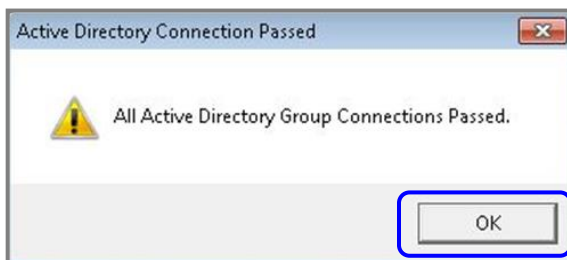 Active Directory Connection Passed
All Active Directory Group Connections Passed.
OK